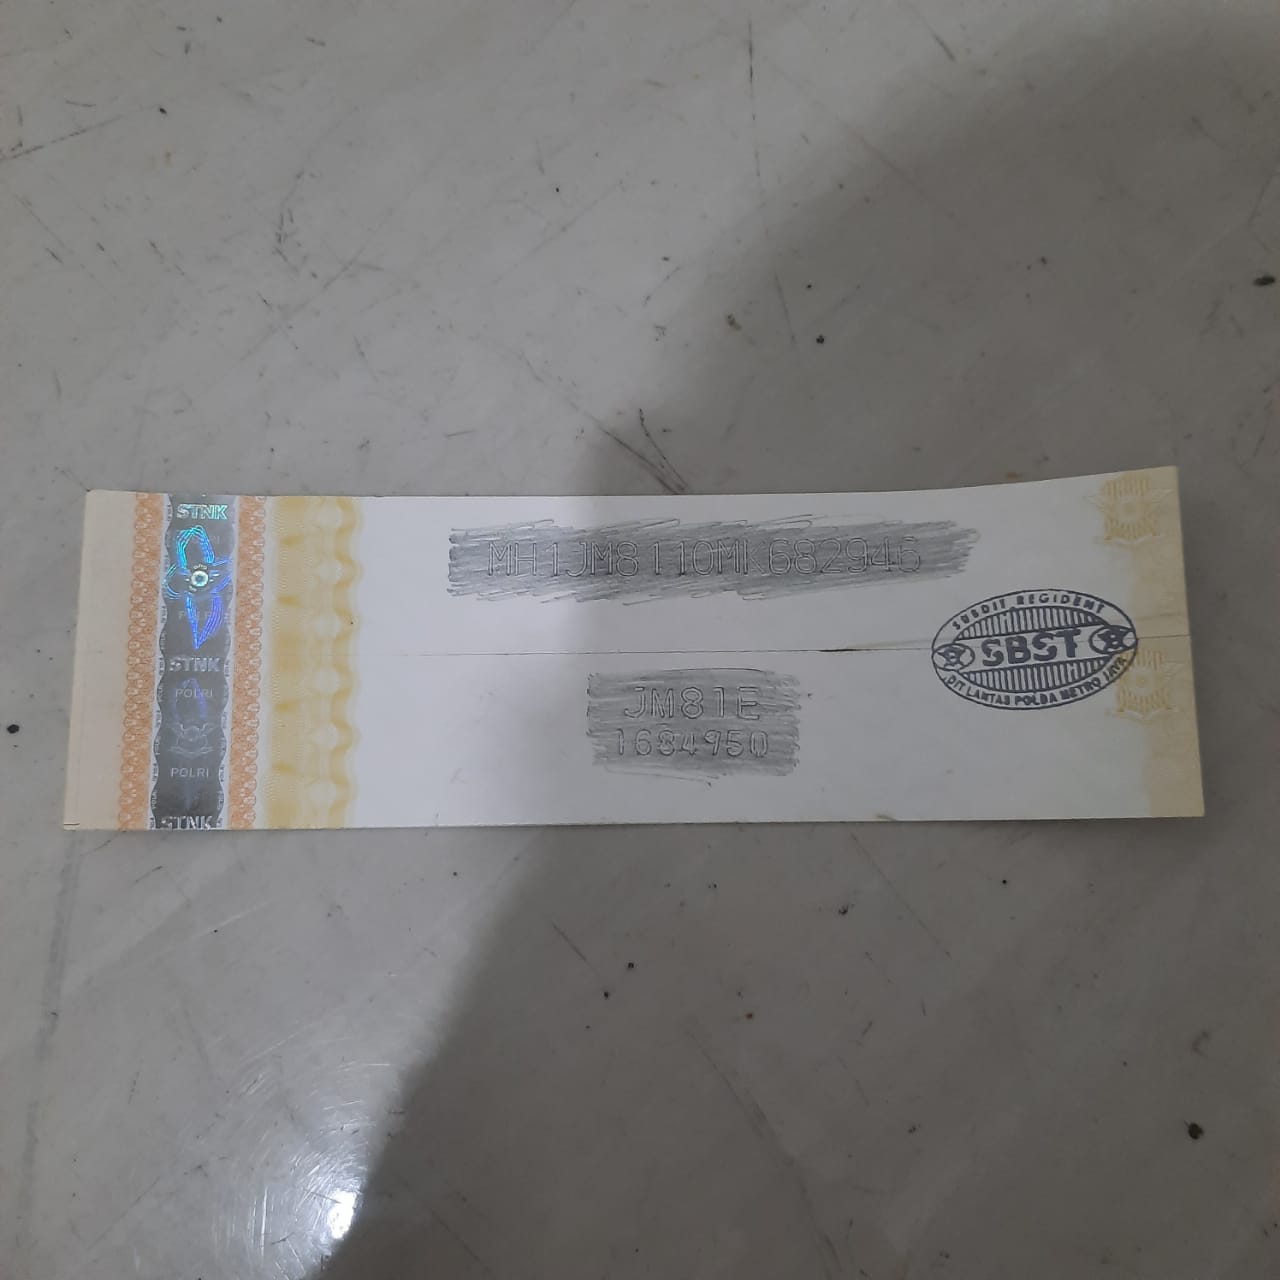 STNK
POLRI
STNK
POLRI
POLRI
STNK
MH1JM8110MK682946
JM81E
1684950
SUBDIT REGIDENT
SBST
DIT LANTAS POLDA METRO JAYA